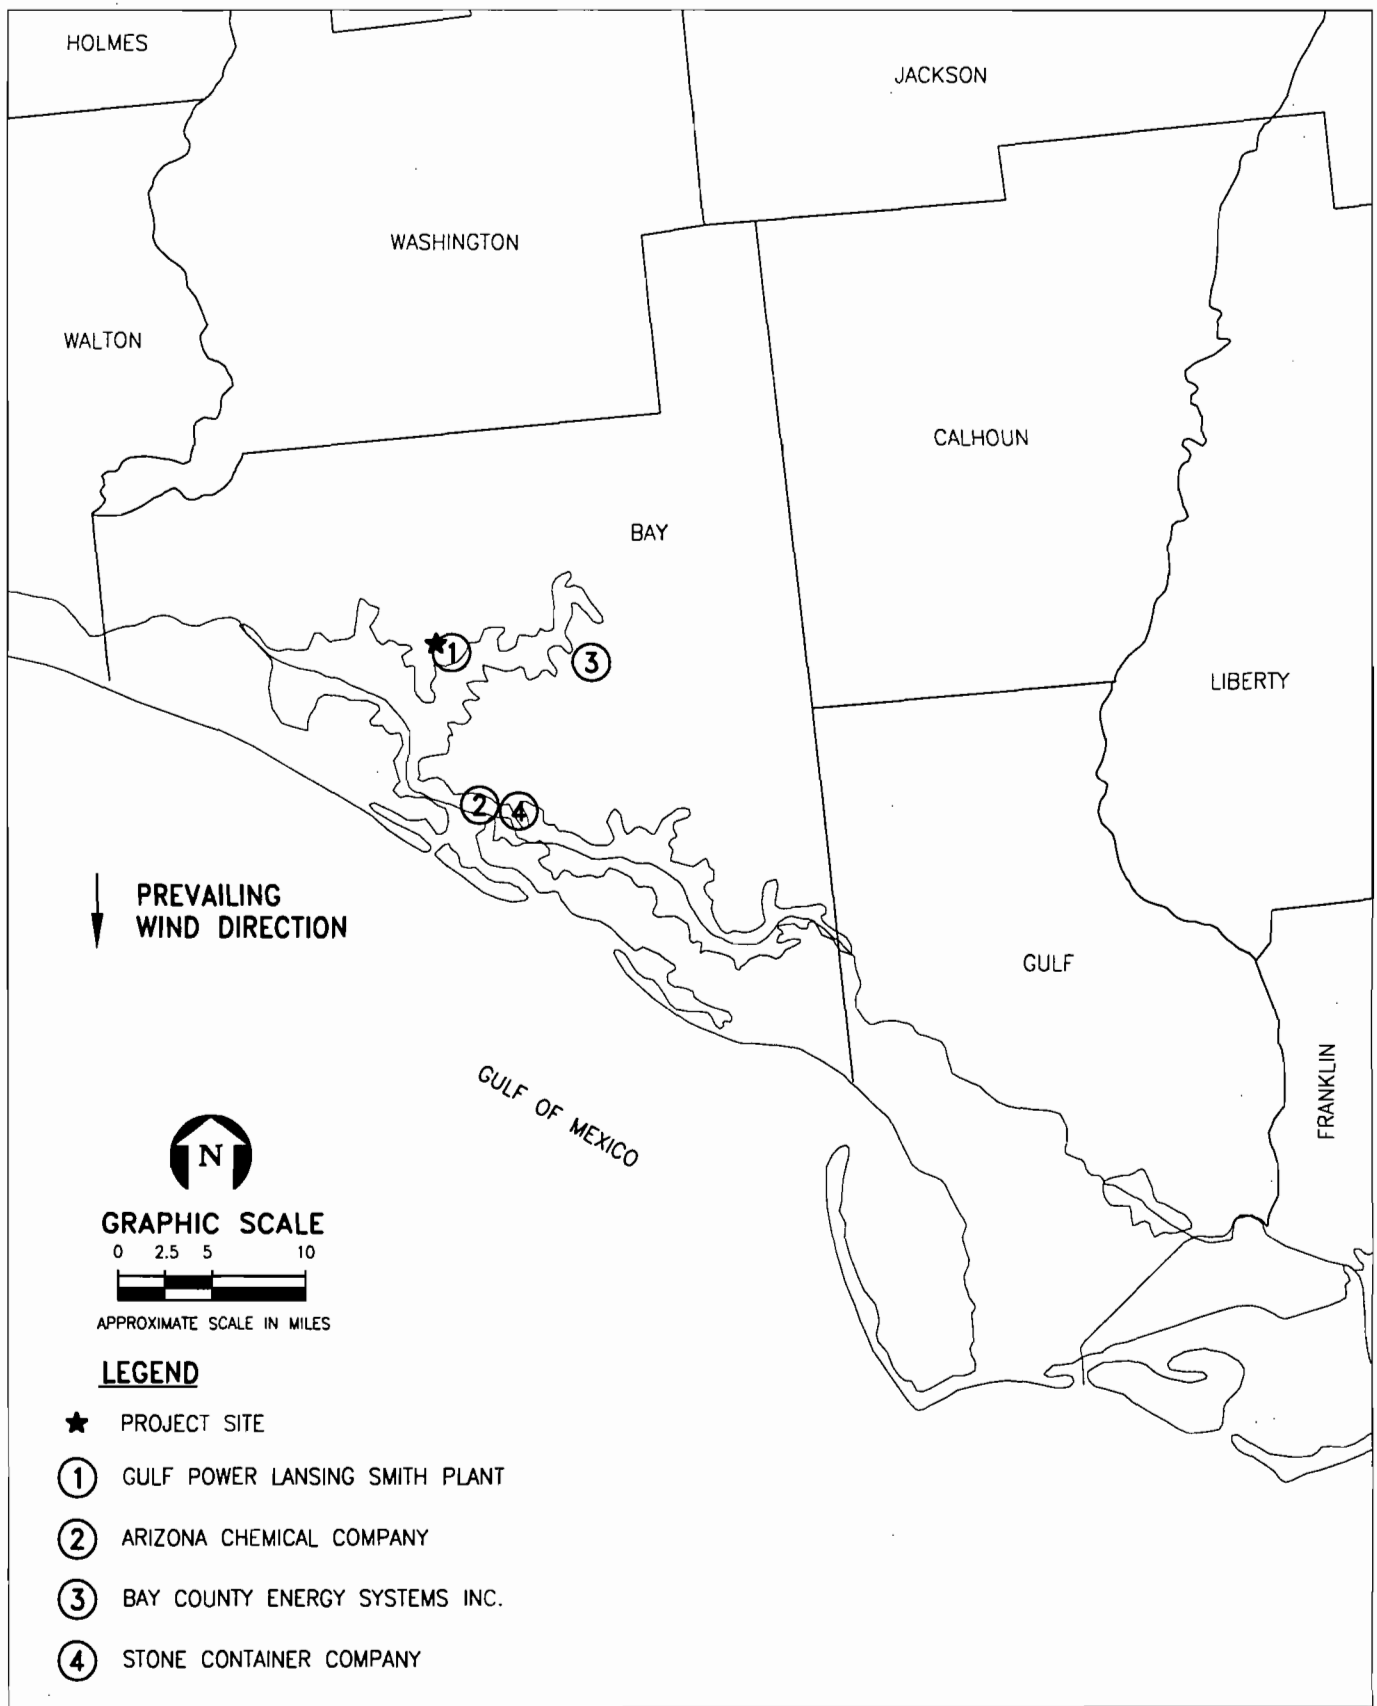 HOLMES
JACKSON
WASHINGTON
WALTON
CALHOUN
BAY
1
3
LIBERTY
2
4
PREVAILING
WIND DIRECTION
GULF
FRANKLIN
GULF OF MEXICO
N
GRAPHIC SCALE
0 2.5 5 10
APPROXIMATE SCALE IN MILES
LEGEND
PROJECT SITE
1 GULF POWER LANSING SMITH PLANT
2 ARIZONA CHEMICAL COMPANY
3 BAY COUNTY ENERGY SYSTEMS INC.
4 STONE CONTAINER COMPANY